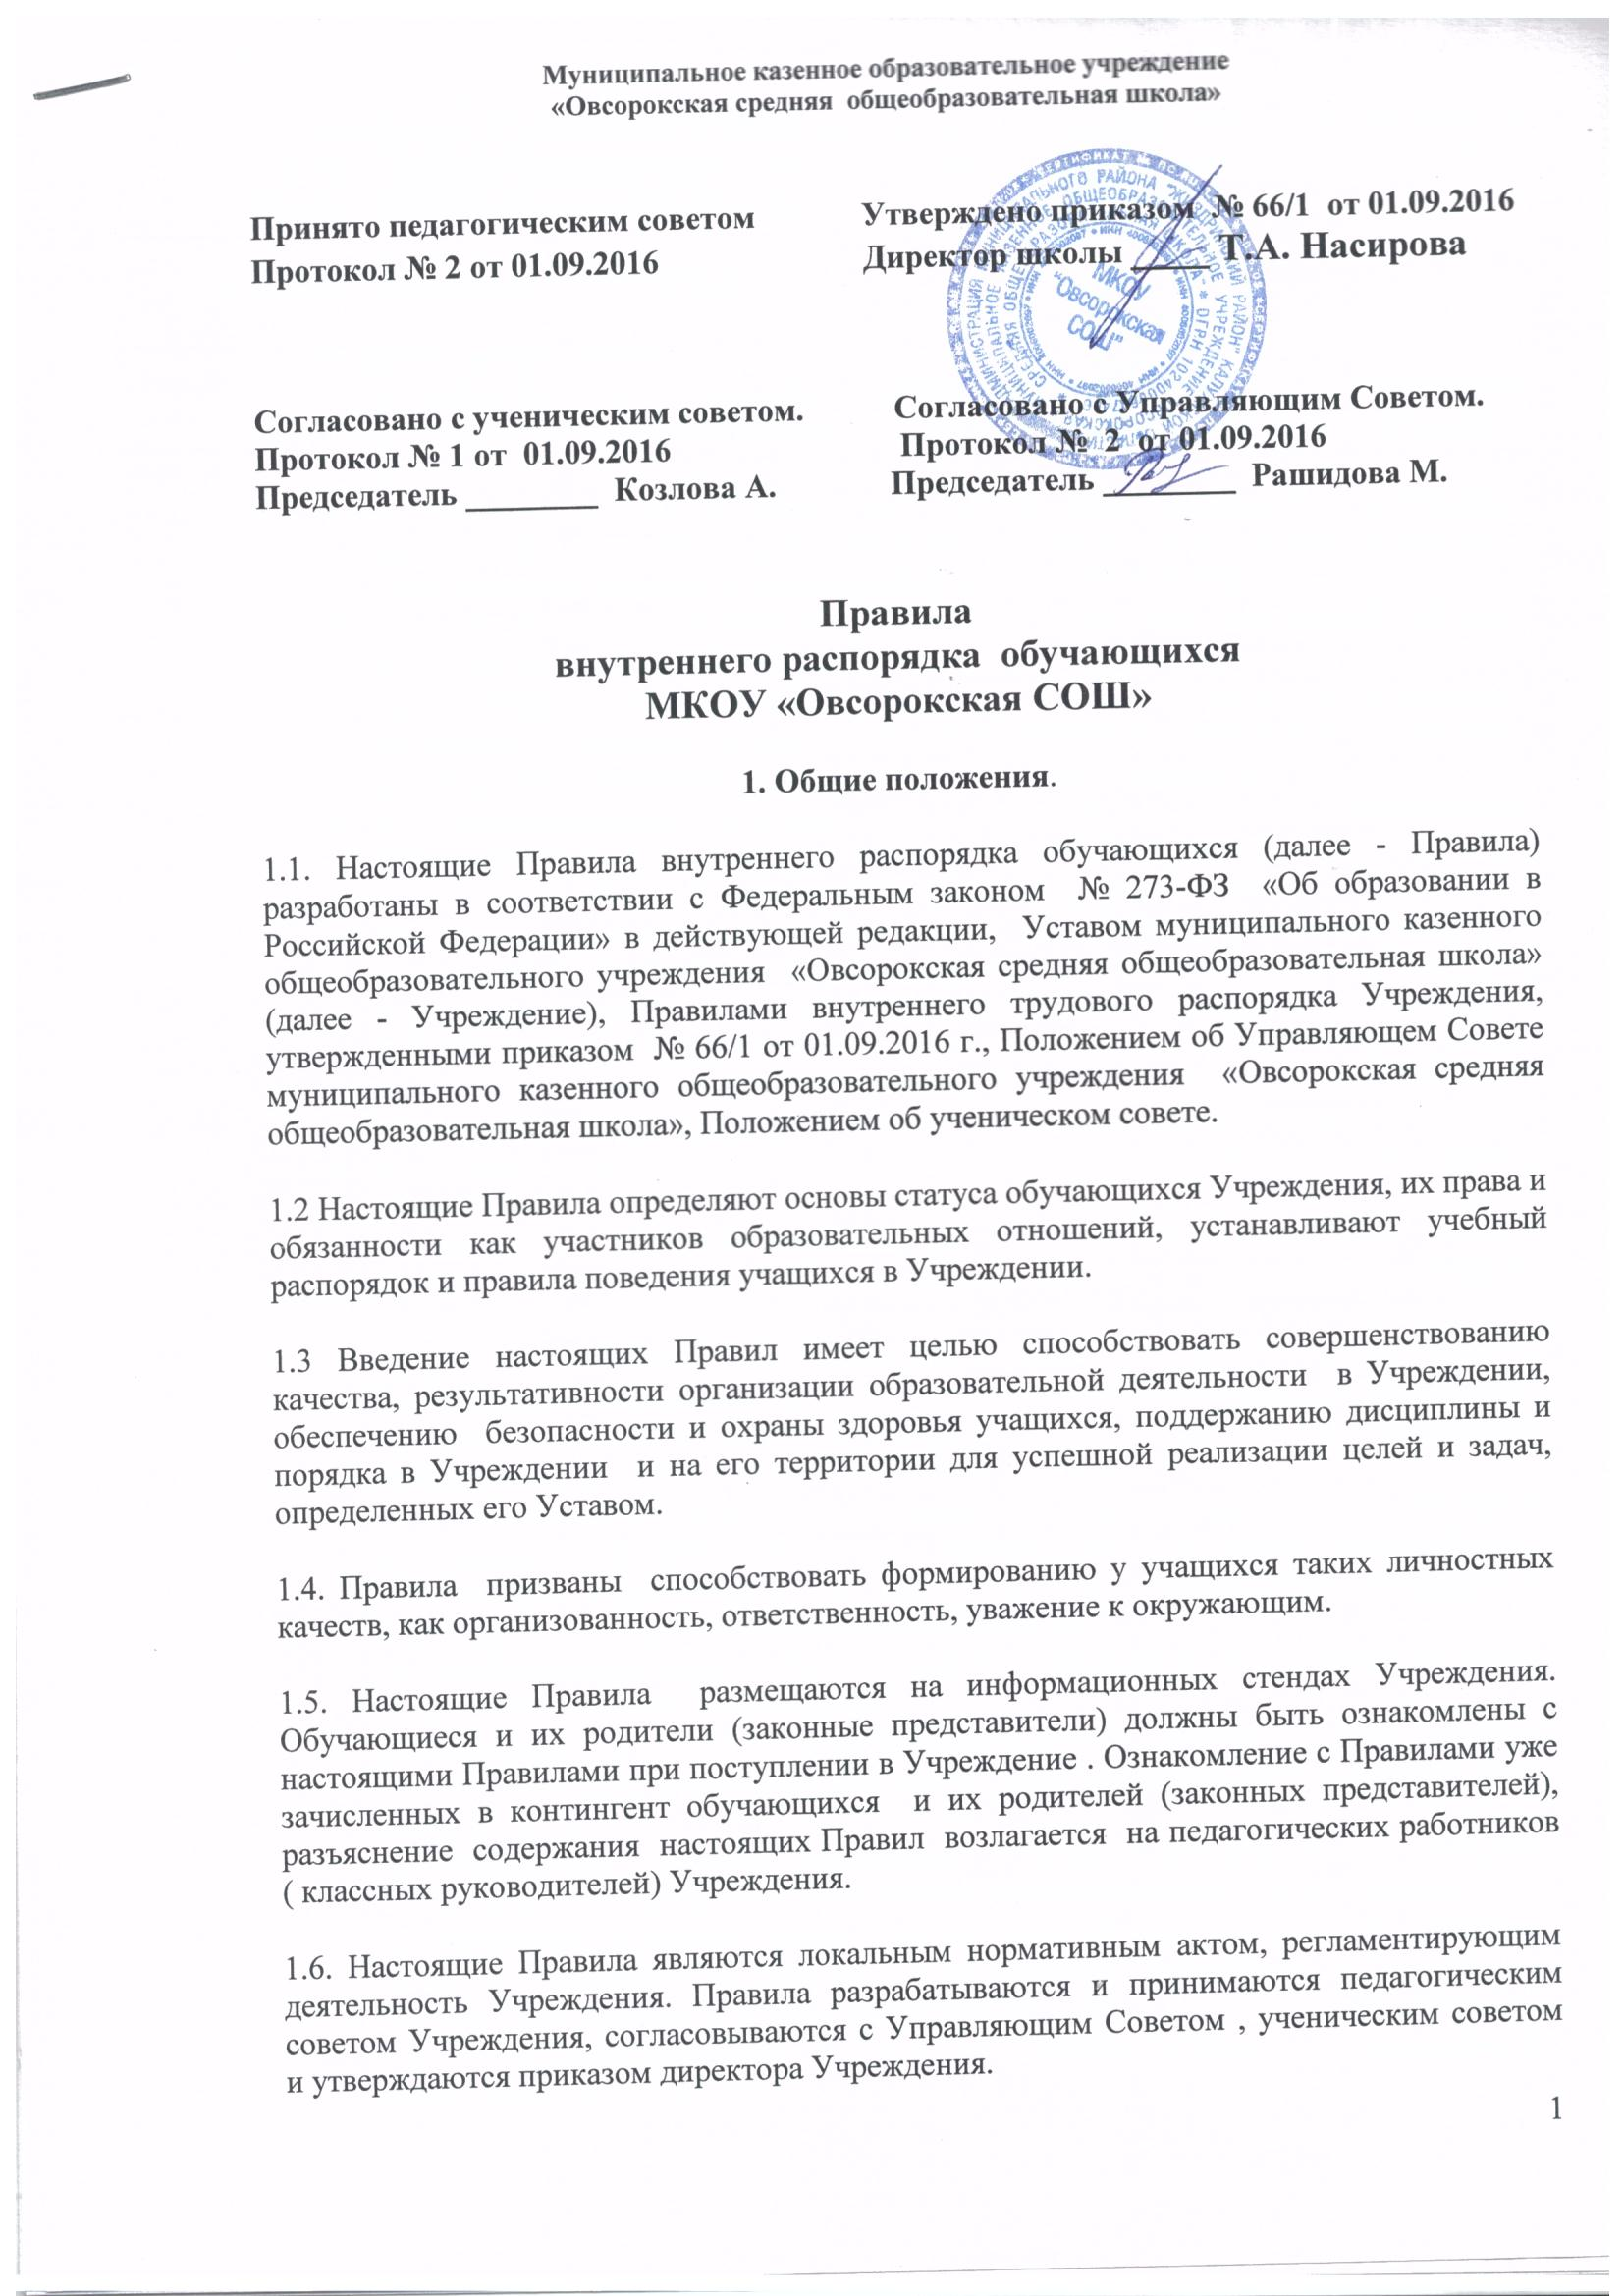 Муниципальное казенное образовательное учреждение
«Овсорокская средняя общеобразовательная школа»
Принято педагогическим советом
Протокол № 2 от 01.09.2016
Утверждено приказом № 66/1 от 01.09.2016
Директор школы _____ Т.А. Насирова
МКОУ
"Овсорокская
СОШ"
Согласовано с ученическим советом.
Протокол № 1 от 01.09.2016
Председатель ________ Козлова А.
Согласовано с Управляющим Советом.
Протокол № 2 от 01.09.2016
Председатель ________ Рашидова М.
Правила
внутреннего распорядка обучающихся
МКОУ «Овсорокская СОШ»
1. Общие положения.
1.1. Настоящие Правила внутреннего распорядка обучающихся (далее - Правила)
разработаны в соответствии с Федеральным законом № 273-ФЗ «Об образовании в
Российской Федерации» в действующей редакции, Уставом муниципального казенного
общеобразовательного учреждения «Овсорокская средняя общеобразовательная школа»
(далее - Учреждение), Правилами внутреннего трудового распорядка Учреждения,
утвержденными приказом № 66/1 от 01.09.2016 г., Положением об Управляющем Совете
муниципального казенного общеобразовательного учреждения «Овсорокская средняя
общеобразовательная школа», Положением об ученическом совете.
1.2 Настоящие Правила определяют основы статуса обучающихся Учреждения, их права и
обязанности как участников образовательных отношений, устанавливают учебный
распорядок и правила поведения учащихся в Учреждении.
1.3 Введение настоящих Правил имеет целью способствовать совершенствованию
качества, результативности организации образовательной деятельности в Учреждении,
обеспечению безопасности и охраны здоровья учащихся, поддержанию дисциплины и
порядка в Учреждении и на его территории для успешной реализации целей и задач,
определенных его Уставом.
1.4. Правила призваны способствовать формированию у учащихся таких личностных
качеств, как организованность, ответственность, уважение к окружающим.
1.5. Настоящие Правила размещаются на информационных стендах Учреждения.
Обучающиеся и их родители (законные представители) должны быть ознакомлены с
настоящими Правилами при поступлении в Учреждение . Ознакомление с Правилами уже
зачисленных в контингент обучающихся и их родителей (законных представителей),
разъяснение содержания настоящих Правил возлагается на педагогических работников
( классных руководителей) Учреждения.
1.6. Настоящие Правила являются локальным нормативным актом, регламентирующим
деятельность Учреждения. Правила разрабатываются и принимаются педагогическим
советом Учреждения, согласовываются с Управляющим Советом , ученическим советом
и утверждаются приказом директора Учреждения.
1